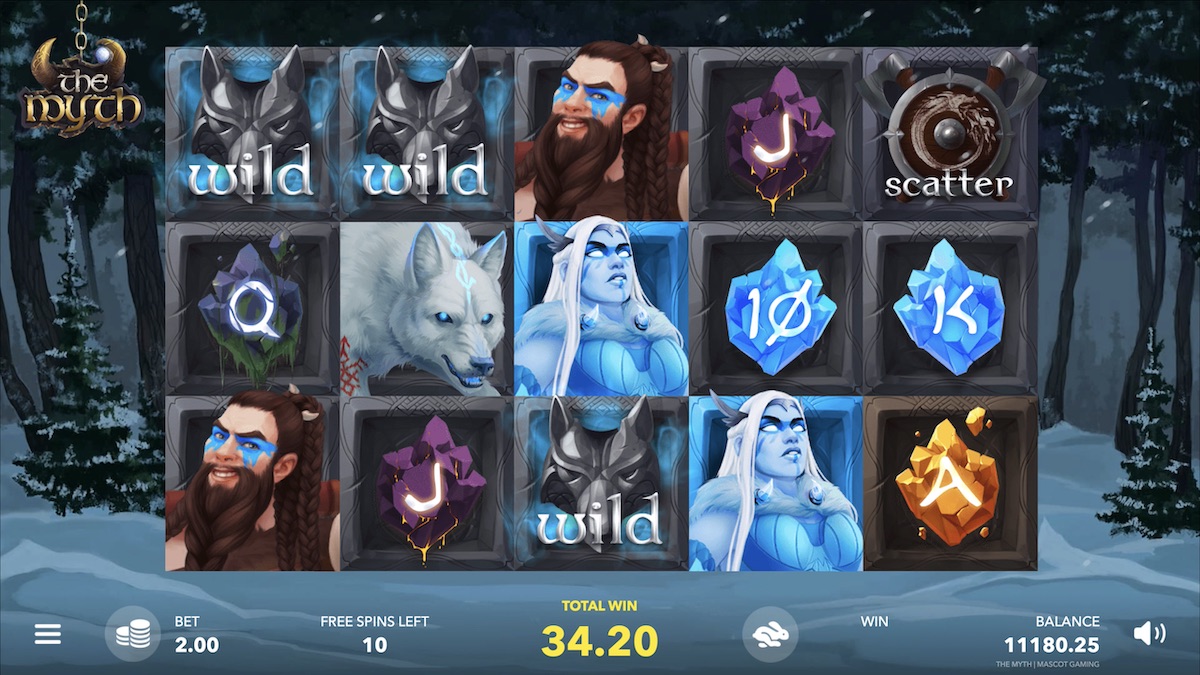 the
myth
wild
wild
J
scatter
Q
10
K
J
wild
A
BET
2.00
FREE SPINS LEFT
10
TOTAL WIN
34.20
WIN
BALANCE
11180.25
THE MYTH | MASCOT GAMING